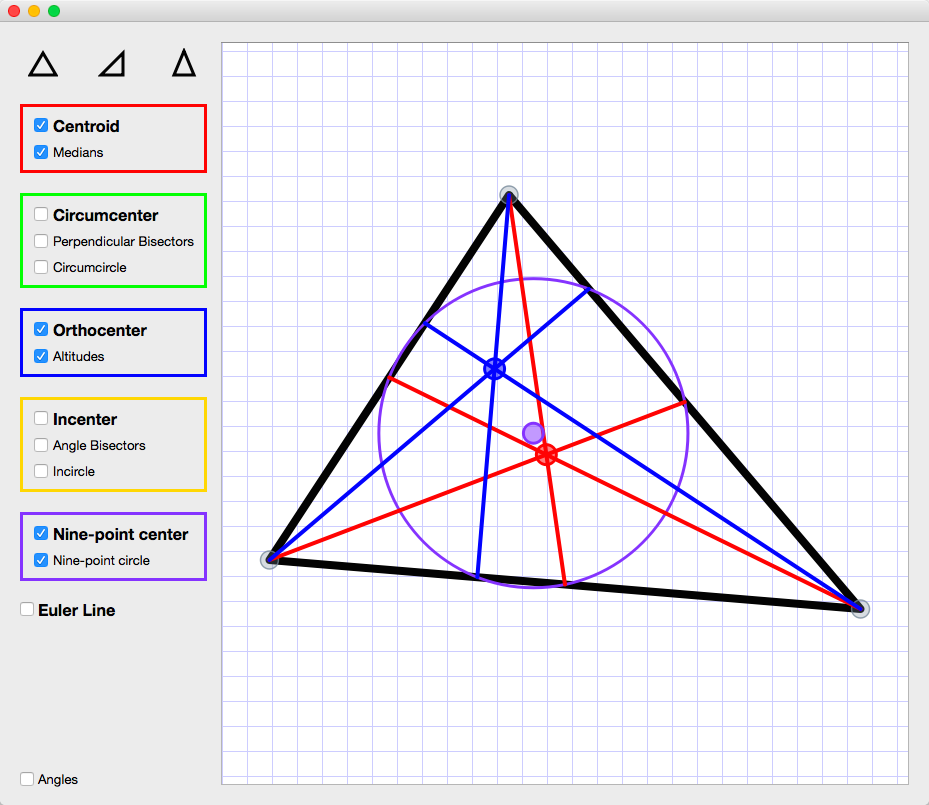 Centroid
Medians
Circumcenter
Perpendicular Bisectors
Circumcircle
Orthocenter
Altitudes
Incenter
Angle Bisectors
Incircle
Nine-point center
Nine-point circle
Euler Line
Angles